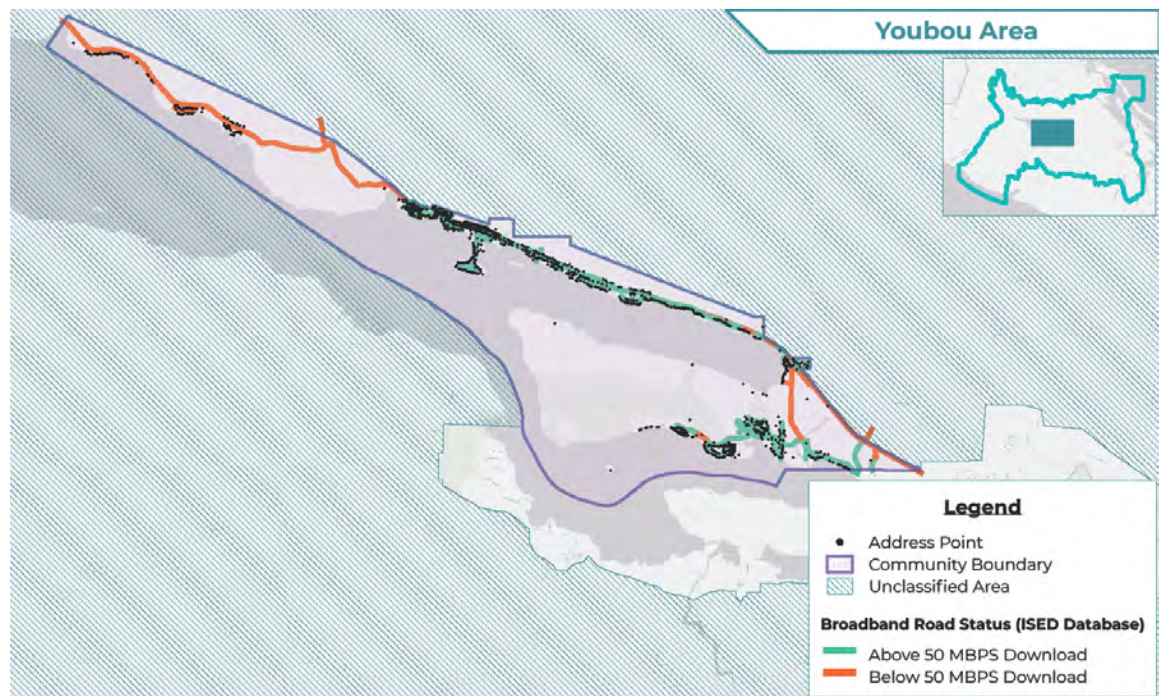 Youbou Area
Legend
Address Point
Community Boundary
Unclassified Area
Broadband Road Status (ISED Database)
Above 50 MBPS Download
Below 50 MBPS Download